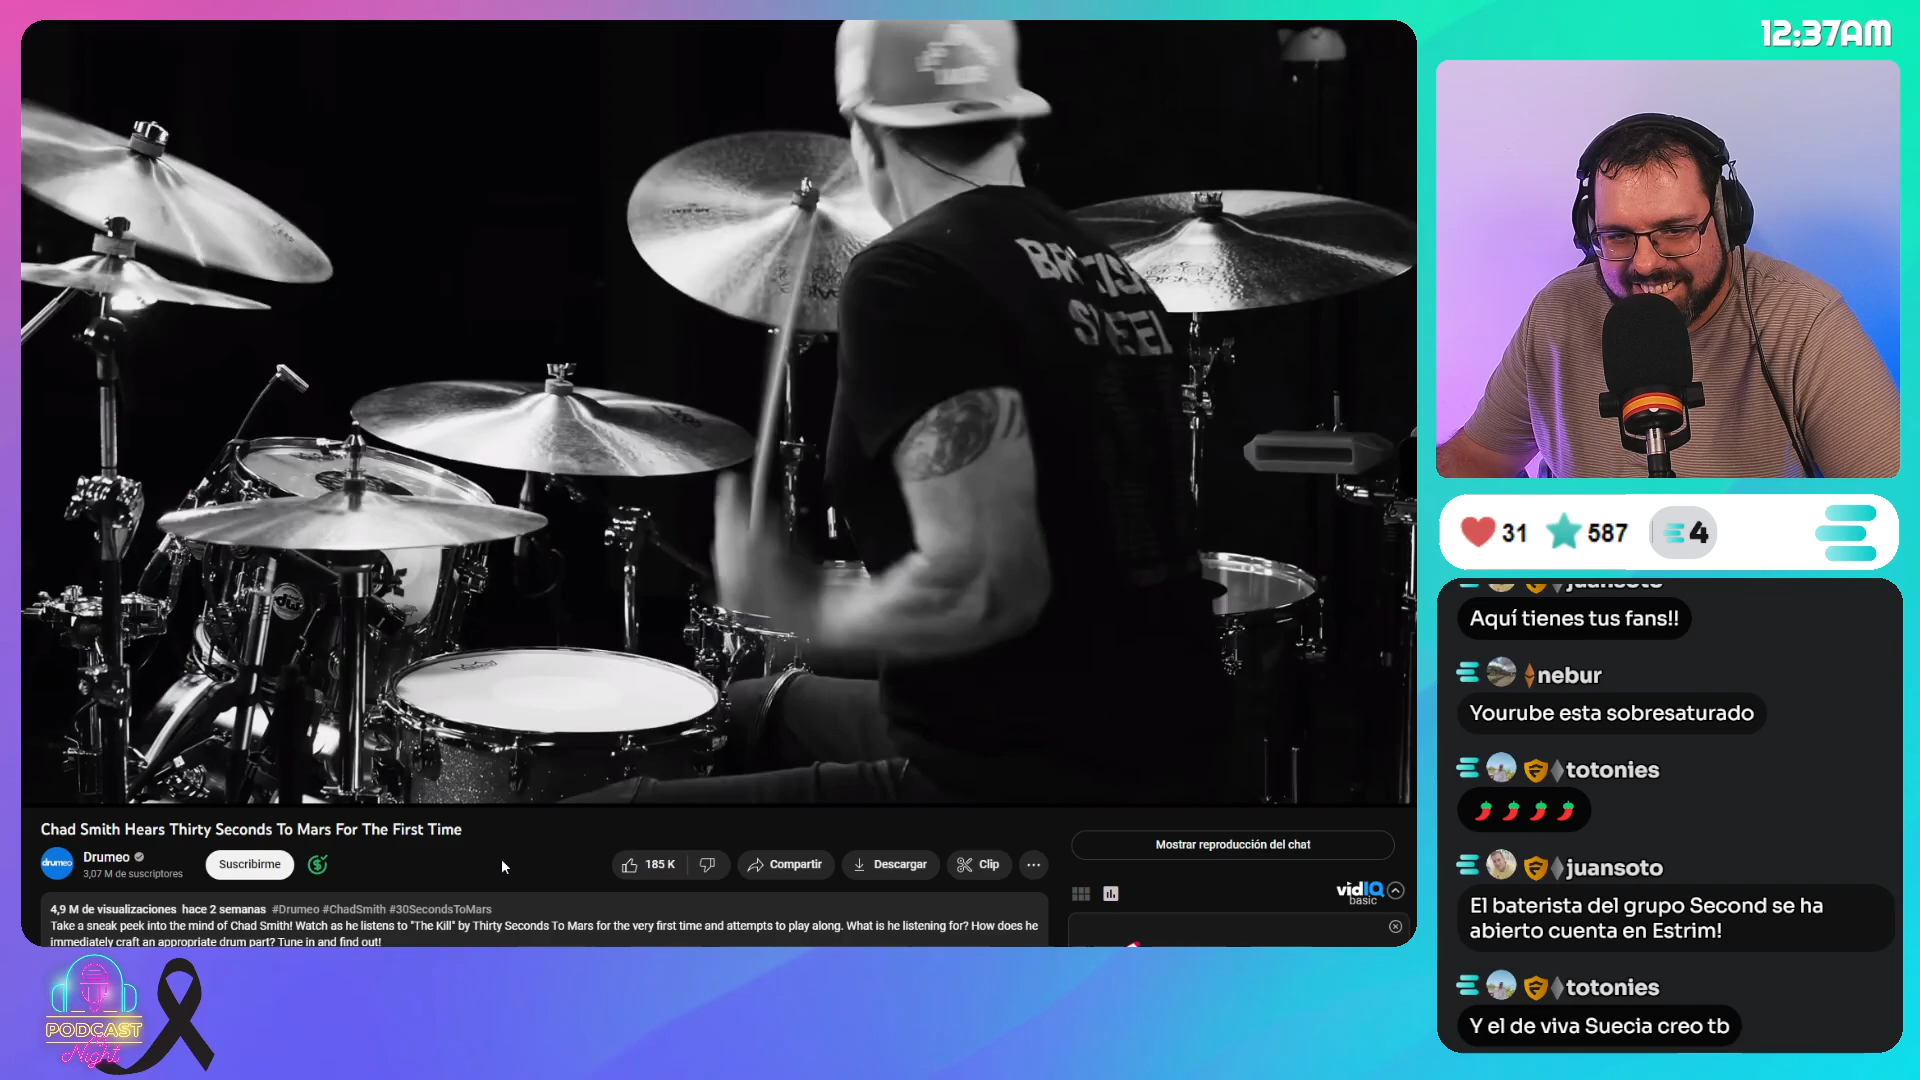 12:37AM
BRITISH
STEEL
dw
REMO
31
587
4
juansoto
Aquí tienes tus fans!!
nebur
Yourube esta sobresaturado
totonies
juansoto
El baterista del grupo Second se ha
abierto cuenta en Estrim!
totonies
Y el de viva Suecia creo tb
Chad Smith Hears Thirty Seconds To Mars For The First Time
drumeo
Drumeo
3,07 M de suscriptores
Suscribirme
185 K
Compartir
Descargar
Clip
Mostrar reproducción del chat
vidIQ
basic
4,9 M de visualizaciones hace 2 semanas #Drumeo #ChadSmith #30SecondsToMars
Take a sneak peek into the mind of Chad Smith! Watch as he listens to "The Kill" by Thirty Seconds To Mars for the very first time and attempts to play along. What is he listening for? How does he
immediately craft an appropriate drum part? Tune in and find out!
PODCAST
Night